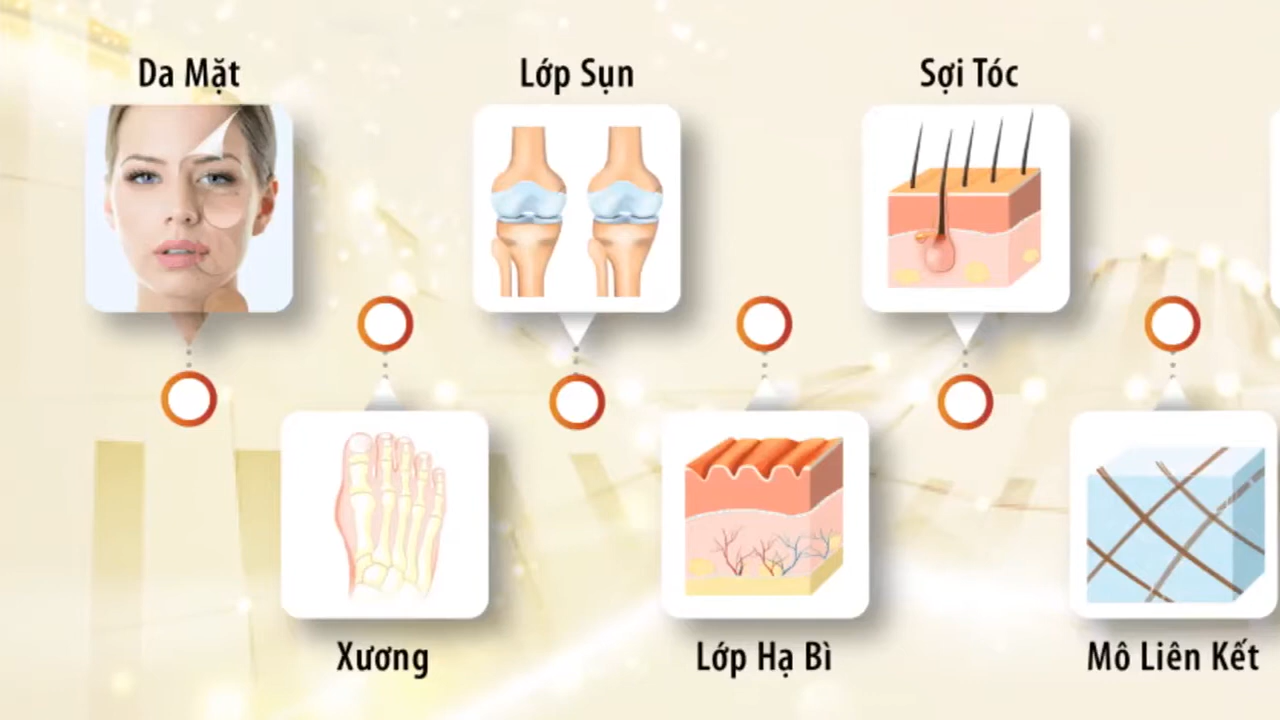 Da Mặt
Lớp Sụn
Sợi Tóc
Xương
Lớp Hạ Bì
Mô Liên Kết